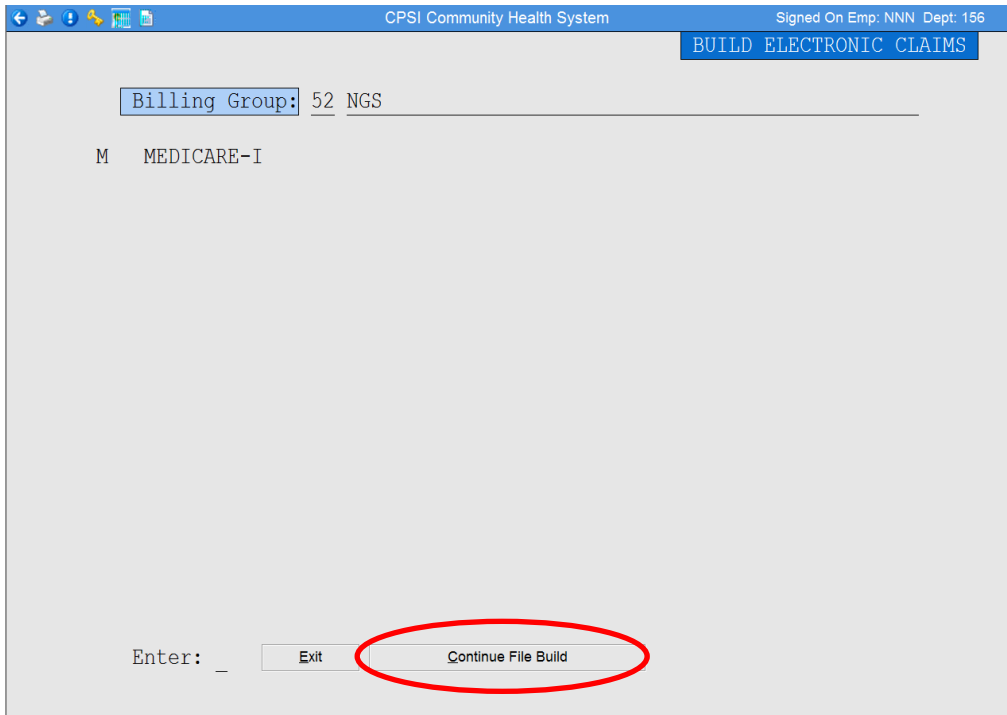 CPSI Community Health System Signed On Emp: NNN Dept: 156
BUILD ELECTRONIC CLAIMS
Billing Group: 52 NGS
M MEDICARE-I
Enter: _ Exit Continue File Build